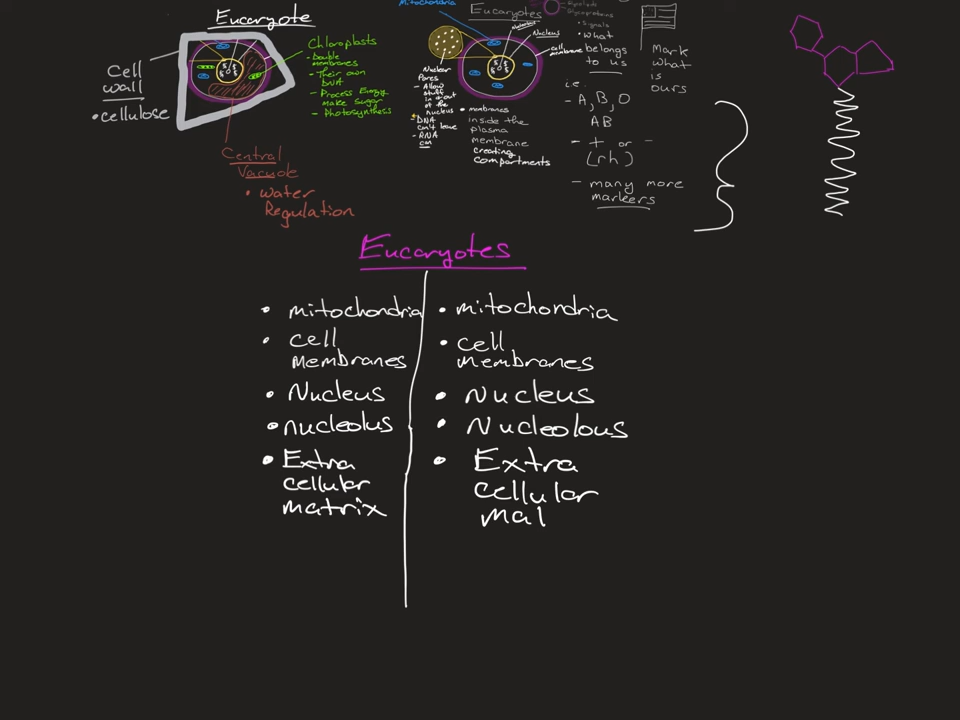 Eucaryote
Cell
wall
•cellulose
Chloroplasts
- Double
membranes
- Their own
DNA
- Process Energy
make sugar
- Photosynthesis
Central
Vacuole
• water
Regulation
Mitochondria
Eucaryotes
Nucleus
cell
membrane
Nuclear
Pores
- Allow
stuff
in & out
of the
nucleus
• DNA
can't leave
- RNA
can
• membranes
inside the
plasma
membrane
creating
compartments
Glycoproteins
• Signals
• what
belongs
to us
i.e.
- A, B, O
AB
- + or -
(rh)
- many more
markers
Mark
what
is
ours
Eucaryotes
• mitochondria
• cell
membranes
• Nucleus
• nucleolus
• Extra
cellular
matrix
• mitochondria
• cell
membranes
• Nucleus
• Nucleolous
• Extra
cellular
mal